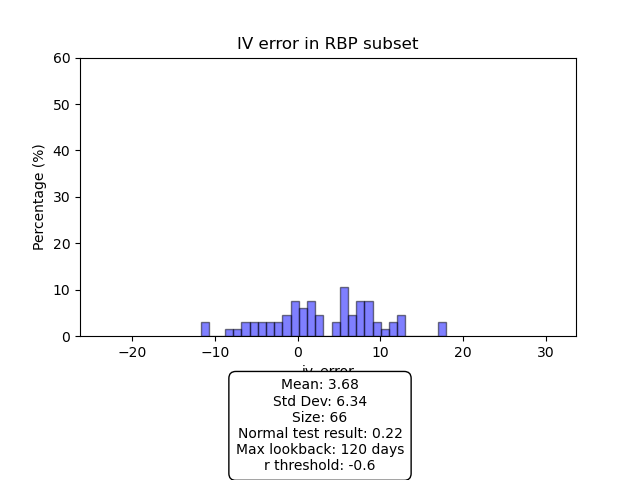 IV error in RBP subset
60
50
40
30
20
10
0
Percentage (%)
−20
−10
0
10
20
30
iv_error
Mean: 3.68
Std Dev: 6.34
Size: 66
Normal test result: 0.22
Max lookback: 120 days
r threshold: -0.6